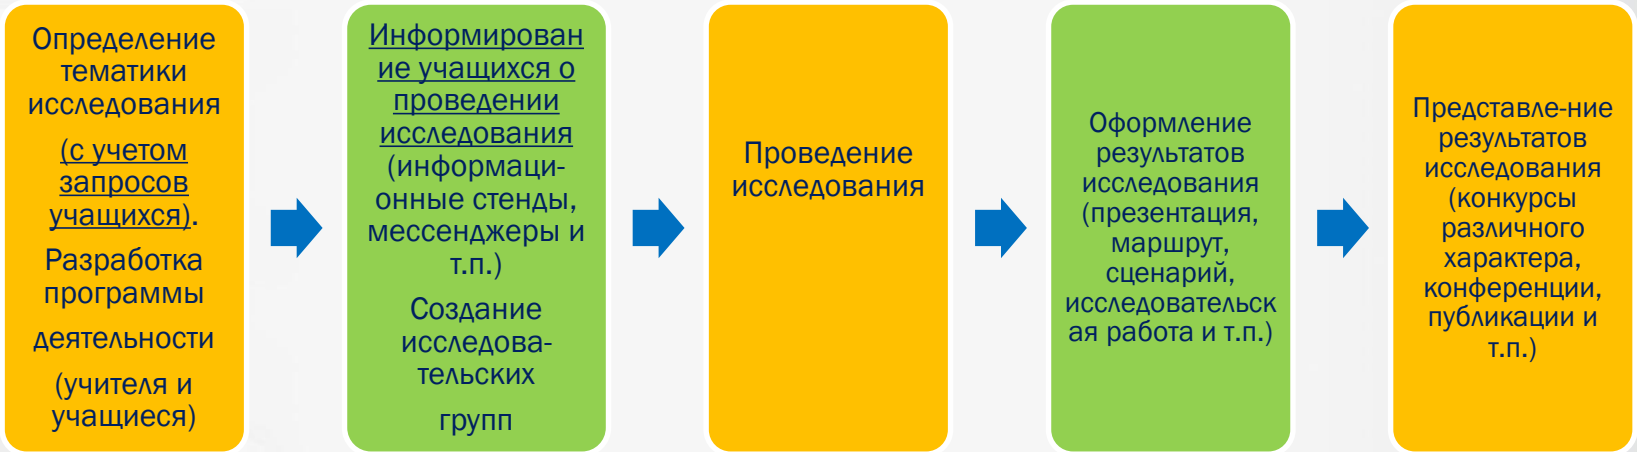 Определение
тематики
исследования
(с учетом
запросов
учащихся).
Разработка
программы
деятельности
(учителя и
учащиеся)
Информирован
ие учащихся о
проведении
исследования
(информаци-
онные стенды,
мессенджеры и
т.п.)
Создание
исследова-
тельских
групп
Проведение
исследования
Оформление
результатов
исследования
(презентация,
маршрут,
сценарий,
исследовательск
ая работа и т.п.)
Представле-ние
результатов
исследования
(конкурсы
различного
характера,
конференции,
публикации и
т.п.)